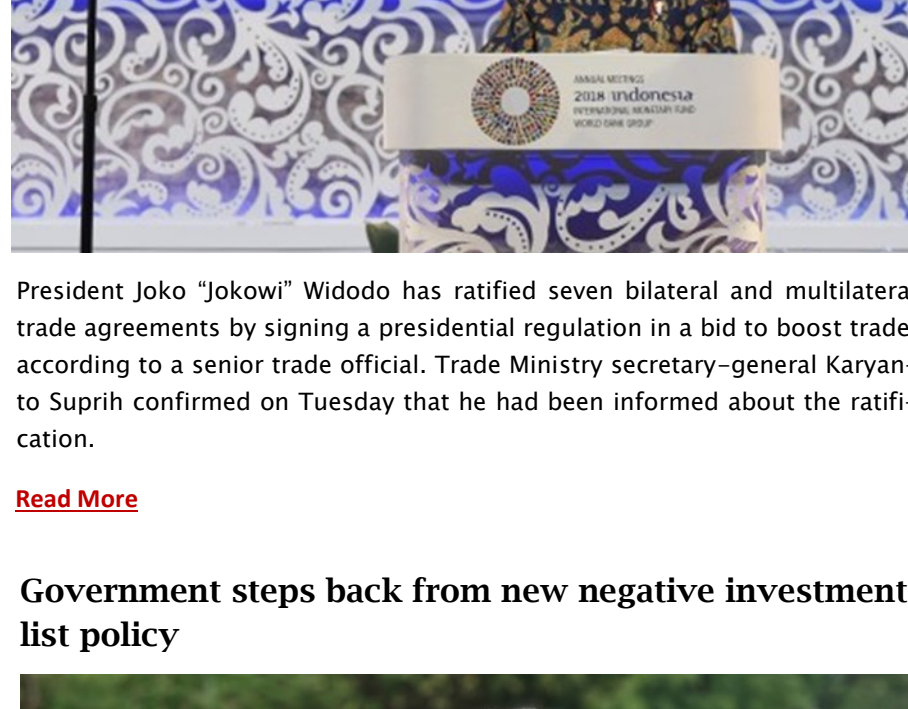 ANNUAL MEETINGS
2018 indonesia
INTERNATIONAL MONETARY FUND
WORLD BANK GROUP
President Joko “Jokowi” Widodo has ratified seven bilateral and multilatera
trade agreements by signing a presidential regulation in a bid to boost trade
according to a senior trade official. Trade Ministry secretary-general Karyan-
to Suprih confirmed on Tuesday that he had been informed about the ratifi-
cation.
Read More
Government steps back from new negative investment
list policy